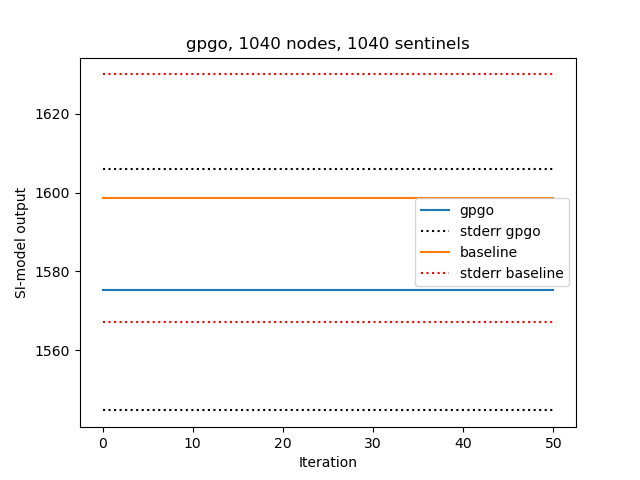 gpgo, 1040 nodes, 1040 sentinels
SI-model output
1620
1600
1580
1560
gpgo
stderr gpgo
baseline
stderr baseline
0 10 20 30 40 50
Iteration